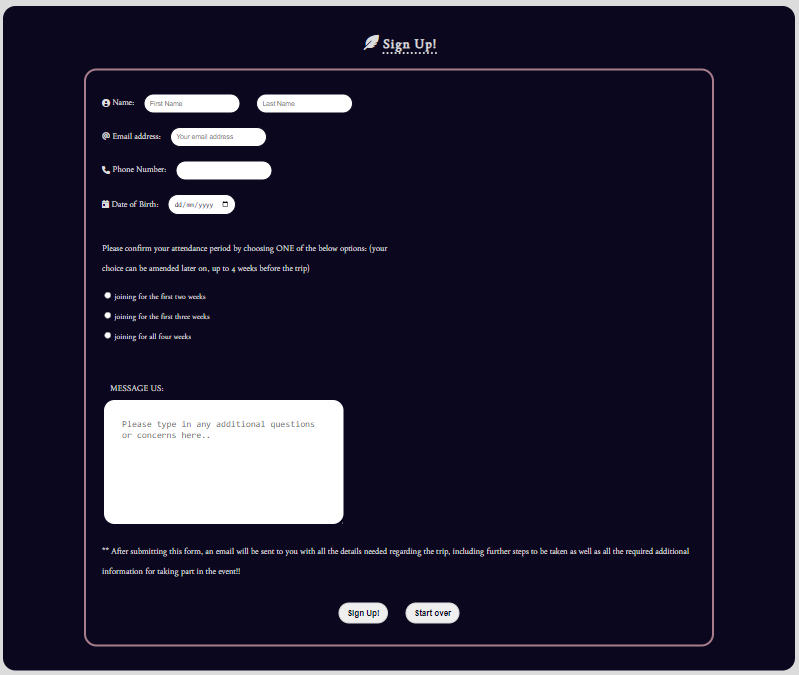 Sign Up!
Name: First Name Last Name
Email address: Your email address
Phone Number:
Date of Birth: dd/mm/yyyy
Please confirm your attendance period by choosing ONE of the below options: (your
choice can be amended later on, up to 4 weeks before the trip)
joining for the first two weeks
joining for the first three weeks
joining for all four weeks
MESSAGE US:
Please type in any additional questions
or concerns here..
** After submitting this form, an email will be sent to you with all the details needed regarding the trip, including further steps to be taken as well as all the required additional
information for taking part in the event!!
Sign Up! Start over